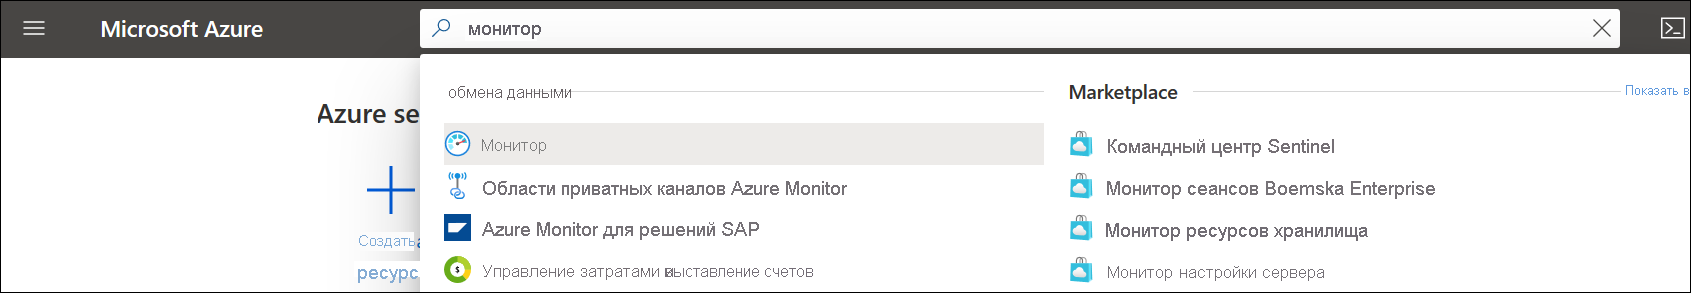 Microsoft Azure
монитор
Azure se
Создать
ресурс
обмена данными
Монитор
Области приватных каналов Azure Monitor
Azure Monitor для решений SAP
Управление затратами и выставление счетов
Marketplace
Показать в
Командный центр Sentinel
Монитор сеансов Boemska Enterprise
Монитор ресурсов хранилища
Монитор настройки сервера